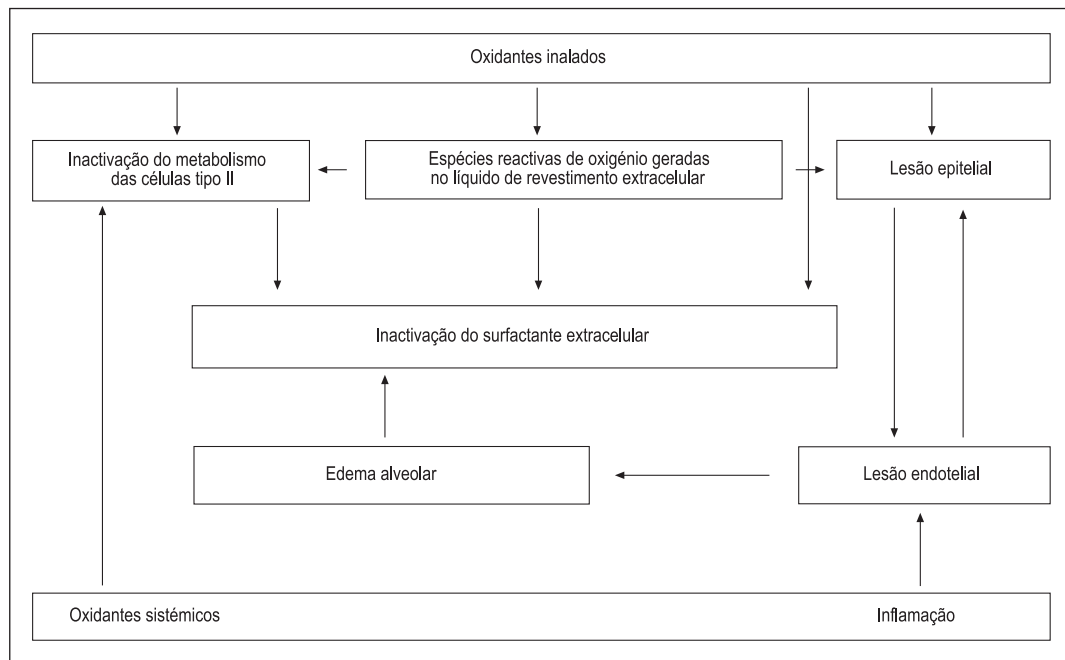 Oxidantes inalados
Inactivação do metabolismo
das células tipo II
Espécies reactivas de oxigénio geradas
no líquido de revestimento extracelular
Lesão epitelial
Inactivação do surfactante extracelular
Edema alveolar
Lesão endotelial
Oxidantes sistémicos
Inflamação